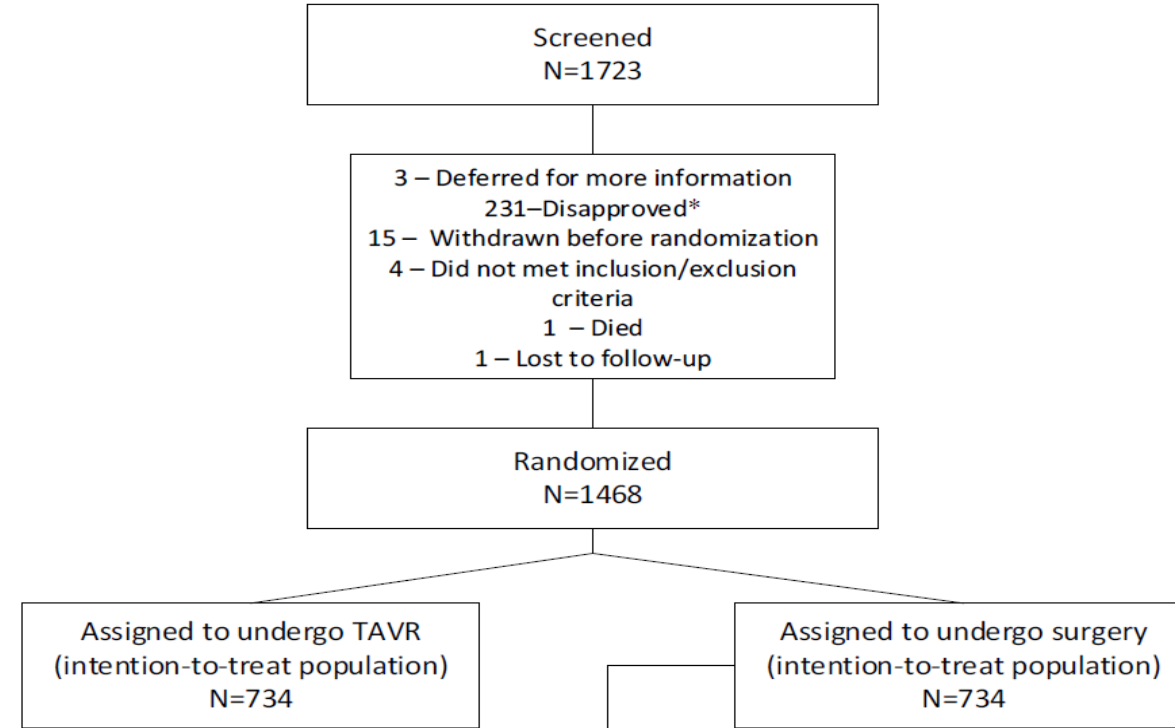 Screened
N=1723
3 – Deferred for more information
231–Disapproved*
15 – Withdrawn before randomization
4 – Did not met inclusion/exclusion
criteria
1 – Died
1 – Lost to follow-up
Randomized
N=1468
Assigned to undergo TAVR
(intention-to-treat population)
N=734
Assigned to undergo surgery
(intention-to-treat population)
N=734